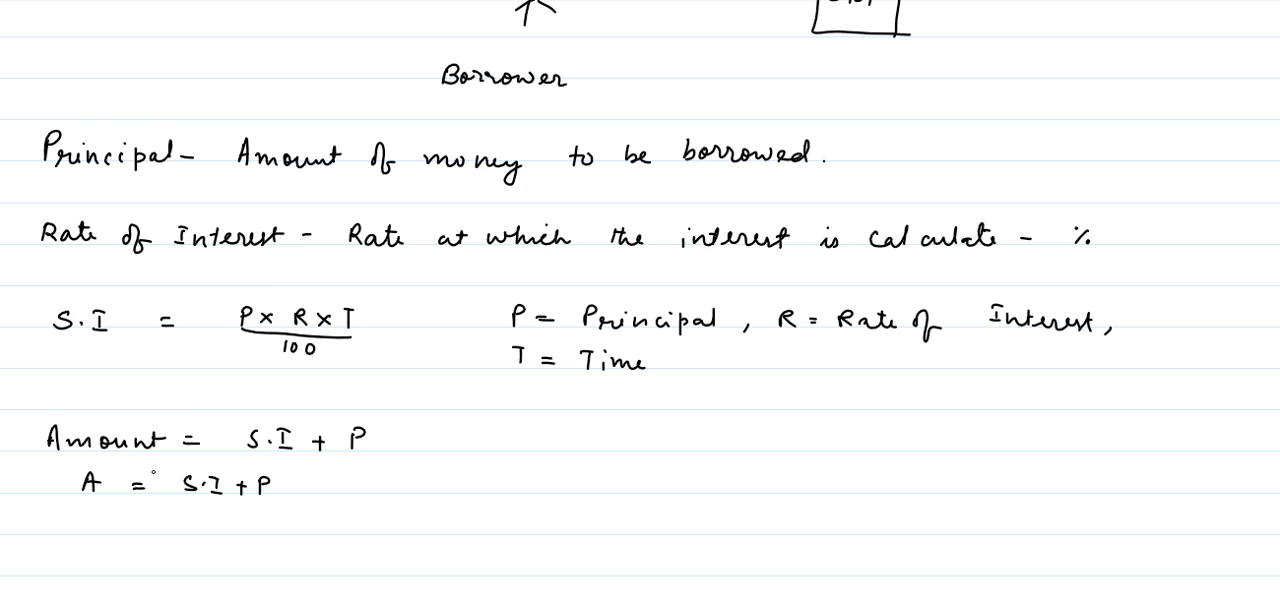 Borrower
Principal - Amount of money to be borrowed.
Rate of Interest - Rate at which the interest is calculate - %
S.I = P × R × T / 100 P = Principal, R = Rate of Interest,
T = Time
Amount = S.I + P
A = S.I + P